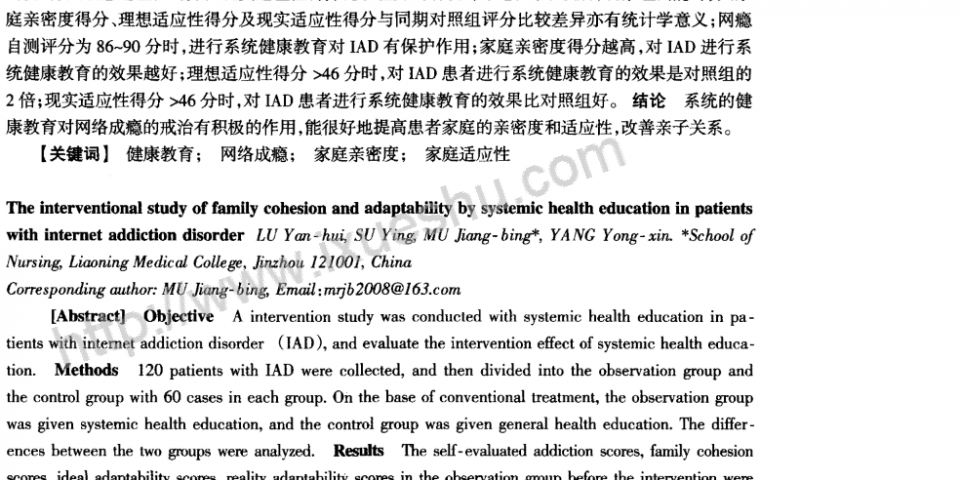 庭亲密度得分、理想适应性得分及现实适应性得分与同期对照组评分比较差异亦有统计学意义;网瘾
自测评分为 86~90 分时,进行系统健康教育对 IAD 有保护作用;家庭亲密度得分越高,对 IAD 进行系
统健康教育的效果越好;理想适应性得分 >46 分时,对 IAD 患者进行系统健康教育的效果是对照组的
2 倍;现实适应性得分 >46 分时,对 IAD 患者进行系统健康教育的效果比对照组好。 结论 系统的健
康教育对网络成瘾的戒治有积极的作用,能很好地提高患者家庭的亲密度和适应性,改善亲子关系。
【关键词】 健康教育; 网络成瘾; 家庭亲密度; 家庭适应性
The interventional study of family cohesion and adaptability by systemic health education in patients
with internet addiction disorder LU Yan-hui, SU Ying, MU Jiang-bing*, YANG Yong-xin. *School of
Nursing, Liaoning Medical College, Jinzhou 121001, China
Corresponding author: MU Jiang-bing, Email:mrjb2008@163.com
[Abstract] Objective A intervention study was conducted with systemic health education in pa-
tients with internet addiction disorder (IAD), and evaluate the intervention effect of systemic health educa-
tion. Methods 120 patients with IAD were collected, and then divided into the observation group and
the control group with 60 cases in each group. On the base of conventional treatment, the observation group
was given systemic health education, and the control group was given general health education. The differ-
ences between the two groups were analyzed. Results The self-evaluated addiction scores, family cohesion
scores, ideal adaptability scores, reality adaptability scores in the observation group before the intervention were
http://www.ixueshu.com